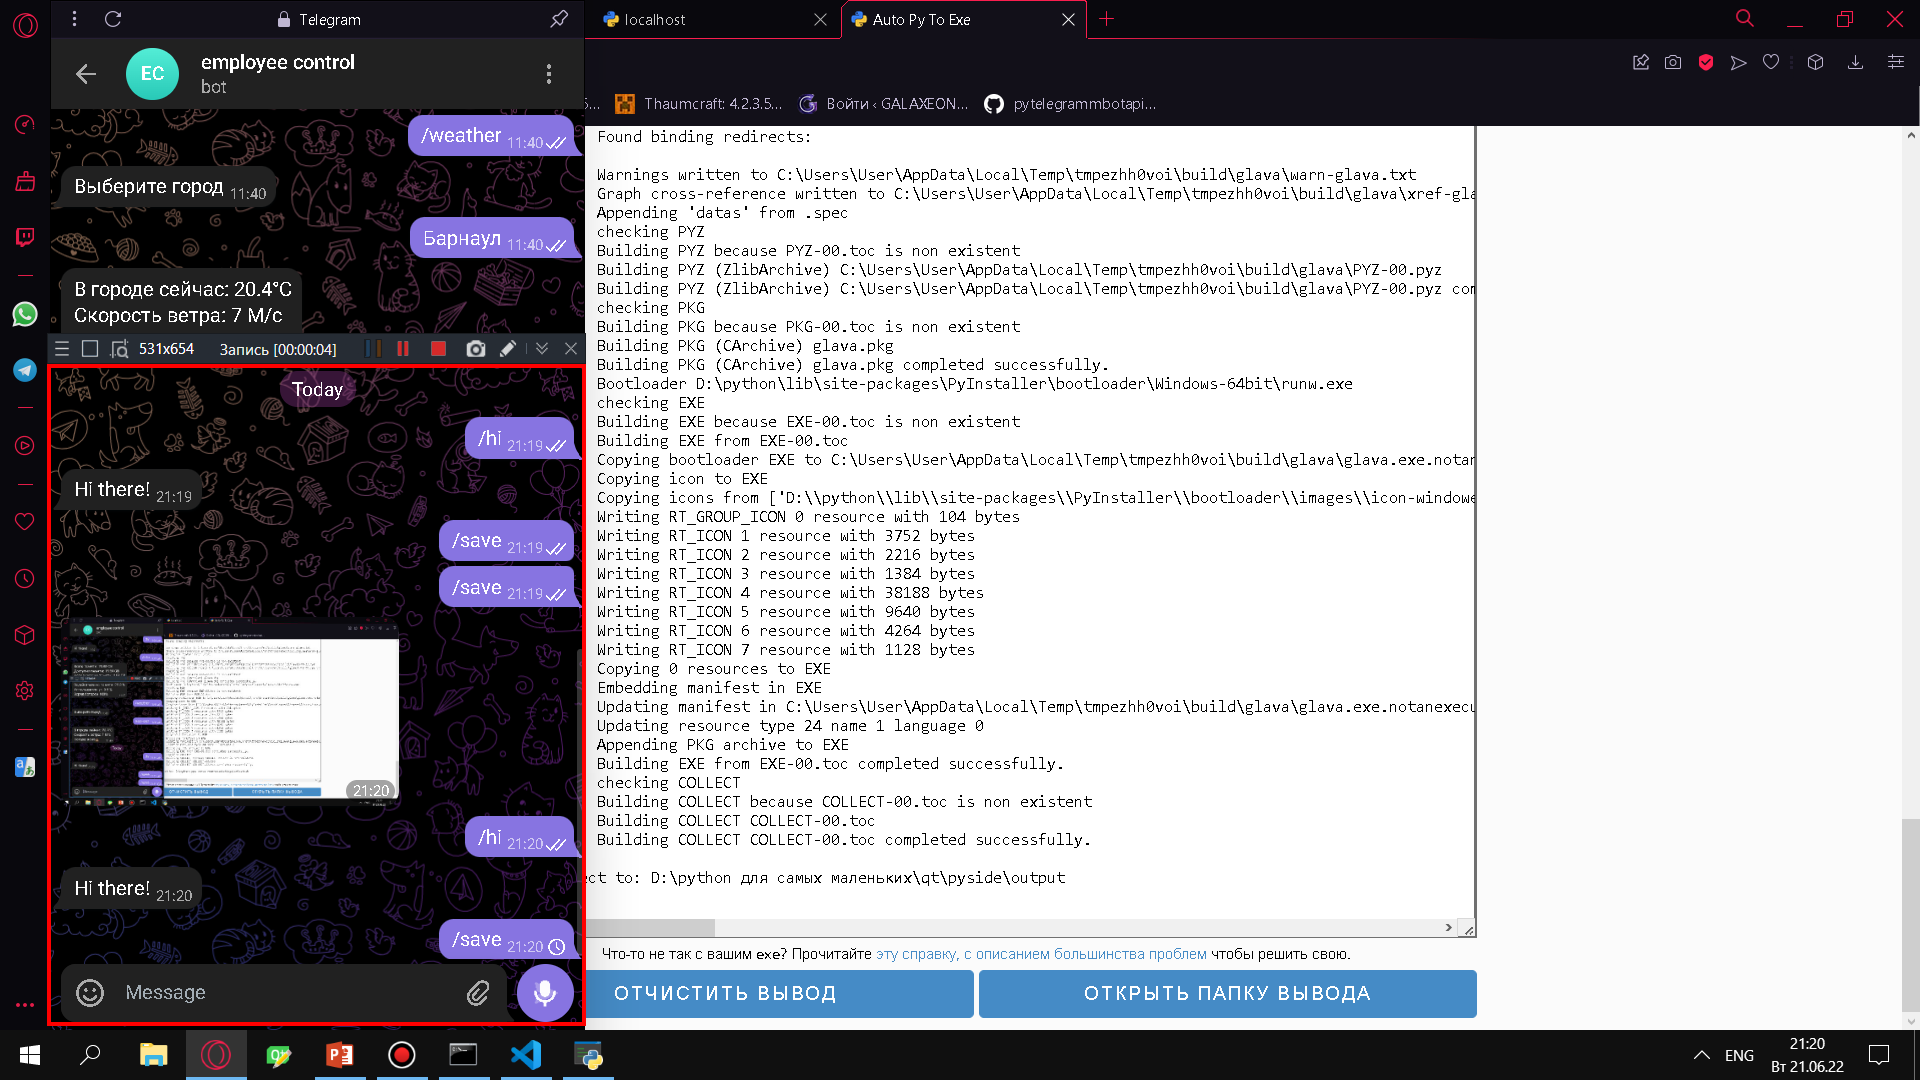 Telegram
employee control
bot
EC
/weather 11:40
Выберите город 11:40
Барнаул 11:40
В городе сейчас: 20.4°C
Скорость ветра: 7 М/с
531x654 Запись [00:00:04]
Today
/hi 21:19
Hi there! 21:19
/save 21:19
/save 21:19
21:20
/hi 21:20
Hi there! 21:20
/save 21:20
Message
localhost
Auto Py To Exe
Thaumcraft: 4.2.3.5...
Войти ‹ GALAXEON...
pytelegrammbotapi...
Found binding redirects:
Warnings written to C:\Users\User\AppData\Local\Temp\tmpezhh0voi\build\glava\warn-glava.txt
Graph cross-reference written to C:\Users\User\AppData\Local\Temp\tmpezhh0voi\build\glava\xref-gla
Appending 'datas' from .spec
checking PYZ
Building PYZ because PYZ-00.toc is non existent
Building PYZ (ZlibArchive) C:\Users\User\AppData\Local\Temp\tmpezhh0voi\build\glava\PYZ-00.pyz
Building PYZ (ZlibArchive) C:\Users\User\AppData\Local\Temp\tmpezhh0voi\build\glava\PYZ-00.pyz com
checking PKG
Building PKG because PKG-00.toc is non existent
Building PKG (CArchive) glava.pkg
Building PKG (CArchive) glava.pkg completed successfully.
Bootloader D:\python\lib\site-packages\PyInstaller\bootloader\Windows-64bit\runw.exe
checking EXE
Building EXE because EXE-00.toc is non existent
Building EXE from EXE-00.toc
Copying bootloader EXE to C:\Users\User\AppData\Local\Temp\tmpezhh0voi\build\glava\glava.exe.notan
Copying icon to EXE
Copying icons from ['D:\\python\\lib\\site-packages\\PyInstaller\\bootloader\\images\\icon-windowe
Writing RT_GROUP_ICON 0 resource with 104 bytes
Writing RT_ICON 1 resource with 3752 bytes
Writing RT_ICON 2 resource with 2216 bytes
Writing RT_ICON 3 resource with 1384 bytes
Writing RT_ICON 4 resource with 38188 bytes
Writing RT_ICON 5 resource with 9640 bytes
Writing RT_ICON 6 resource with 4264 bytes
Writing RT_ICON 7 resource with 1128 bytes
Copying 0 resources to EXE
Embedding manifest in EXE
Updating manifest in C:\Users\User\AppData\Local\Temp\tmpezhh0voi\build\glava\glava.exe.notanexecu
Updating resource type 24 name 1 language 0
Appending PKG archive to EXE
Building EXE from EXE-00.toc completed successfully.
checking COLLECT
Building COLLECT because COLLECT-00.toc is non existent
Building COLLECT COLLECT-00.toc
Building COLLECT COLLECT-00.toc completed successfully.
ect to: D:\python для самых маленьких\qt\pyside\output
Что-то не так с вашим exe? Прочитайте эту справку, с описанием большинства проблем чтобы решить свою.
ОТЧИСТИТЬ ВЫВОД
ОТКРЫТЬ ПАПКУ ВЫВОДА
ENG
21:20
Вт 21.06.22